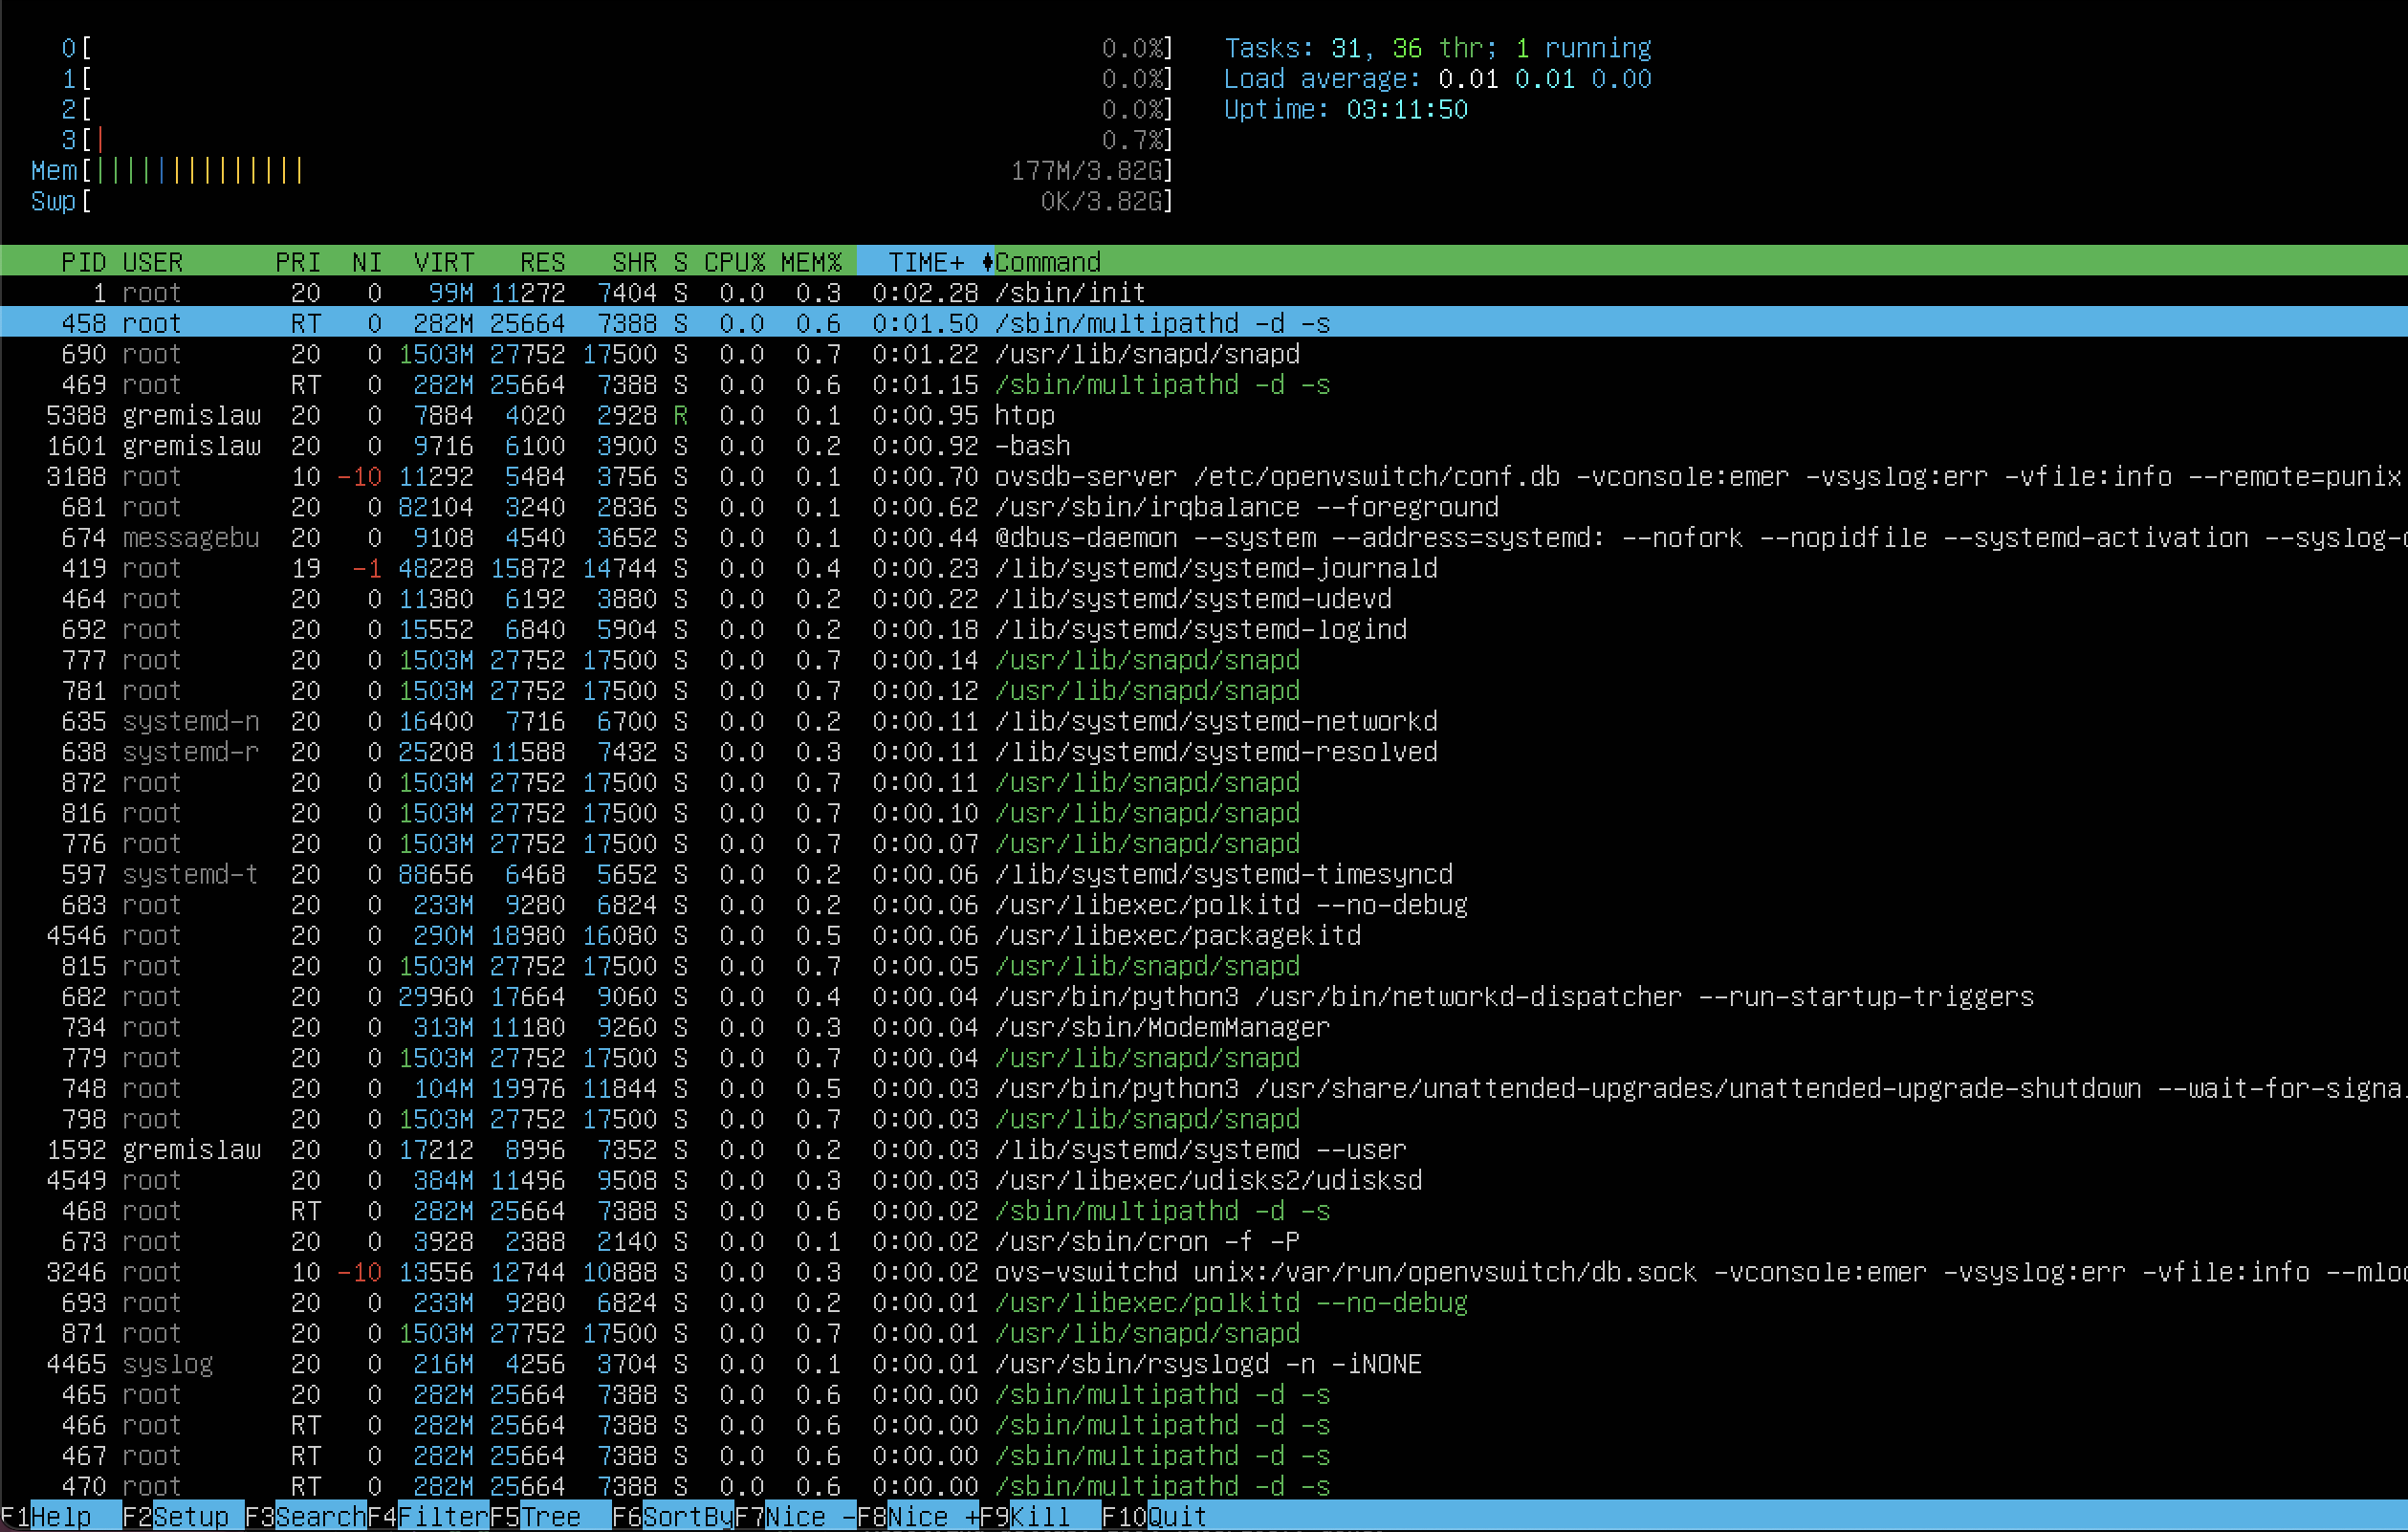 0[ 0.0%] Tasks: 31, 36 thr; 1 running
1[ 0.0%] Load average: 0.01 0.01 0.00
2[ 0.0%] Uptime: 03:11:50
3[| 0.7%]
Mem[|||||||||||||| 177M/3.82G]
Swp[ 0K/3.82G]
PID USER PRI NI VIRT RES SHR S CPU% MEM% TIME+ Command
1 root 20 0 99M 11272 7404 S 0.0 0.3 0:02.28 /sbin/init
458 root RT 0 282M 25664 7388 S 0.0 0.6 0:01.50 /sbin/multipathd -d -s
690 root 20 0 1503M 27752 17500 S 0.0 0.7 0:01.22 /usr/lib/snapd/snapd
469 root RT 0 282M 25664 7388 S 0.0 0.6 0:01.15 /sbin/multipathd -d -s
5388 gremislaw 20 0 7884 4020 2928 R 0.0 0.1 0:00.95 htop
1601 gremislaw 20 0 9716 6100 3900 S 0.0 0.2 0:00.92 -bash
3188 root 10 -10 11292 5484 3756 S 0.0 0.1 0:00.70 ovsdb-server /etc/openvswitch/conf.db -vconsole:emer -vsyslog:err -vfile:info --remote=punix
681 root 20 0 82104 3240 2836 S 0.0 0.1 0:00.62 /usr/sbin/irqbalance --foreground
674 messagebu 20 0 9108 4540 3652 S 0.0 0.1 0:00.44 @dbus-daemon --system --address=systemd: --nofork --nopidfile --systemd-activation --syslog-
419 root 19 -1 48228 15872 14744 S 0.0 0.4 0:00.23 /lib/systemd/systemd-journald
464 root 20 0 11380 6192 3880 S 0.0 0.2 0:00.22 /lib/systemd/systemd-udevd
692 root 20 0 15552 6840 5904 S 0.0 0.2 0:00.18 /lib/systemd/systemd-logind
777 root 20 0 1503M 27752 17500 S 0.0 0.7 0:00.14 /usr/lib/snapd/snapd
781 root 20 0 1503M 27752 17500 S 0.0 0.7 0:00.12 /usr/lib/snapd/snapd
635 systemd-n 20 0 16400 7716 6700 S 0.0 0.2 0:00.11 /lib/systemd/systemd-networkd
638 systemd-r 20 0 25208 11588 7432 S 0.0 0.3 0:00.11 /lib/systemd/systemd-resolved
872 root 20 0 1503M 27752 17500 S 0.0 0.7 0:00.11 /usr/lib/snapd/snapd
816 root 20 0 1503M 27752 17500 S 0.0 0.7 0:00.10 /usr/lib/snapd/snapd
776 root 20 0 1503M 27752 17500 S 0.0 0.7 0:00.07 /usr/lib/snapd/snapd
597 systemd-t 20 0 88656 6468 5652 S 0.0 0.2 0:00.06 /lib/systemd/systemd-timesyncd
683 root 20 0 233M 9280 6824 S 0.0 0.2 0:00.06 /usr/libexec/polkitd --no-debug
4546 root 20 0 290M 18980 16080 S 0.0 0.5 0:00.06 /usr/libexec/packagekitd
815 root 20 0 1503M 27752 17500 S 0.0 0.7 0:00.05 /usr/lib/snapd/snapd
682 root 20 0 29960 17664 9060 S 0.0 0.4 0:00.04 /usr/bin/python3 /usr/bin/networkd-dispatcher --run-startup-triggers
734 root 20 0 313M 11180 9260 S 0.0 0.3 0:00.04 /usr/sbin/ModemManager
779 root 20 0 1503M 27752 17500 S 0.0 0.7 0:00.04 /usr/lib/snapd/snapd
748 root 20 0 104M 19976 11844 S 0.0 0.5 0:00.03 /usr/bin/python3 /usr/share/unattended-upgrades/unattended-upgrade-shutdown --wait-for-signa
798 root 20 0 1503M 27752 17500 S 0.0 0.7 0:00.03 /usr/lib/snapd/snapd
1592 gremislaw 20 0 17212 8996 7352 S 0.0 0.2 0:00.03 /lib/systemd/systemd --user
4549 root 20 0 384M 11496 9508 S 0.0 0.3 0:00.03 /usr/libexec/udisks2/udisksd
468 root RT 0 282M 25664 7388 S 0.0 0.6 0:00.02 /sbin/multipathd -d -s
673 root 20 0 3928 2388 2140 S 0.0 0.1 0:00.02 /usr/sbin/cron -f -P
3246 root 10 -10 13556 12744 10888 S 0.0 0.3 0:00.02 ovs-vswitchd unix:/var/run/openvswitch/db.sock -vconsole:emer -vsyslog:err -vfile:info --mlo
693 root 20 0 233M 9280 6824 S 0.0 0.2 0:00.01 /usr/libexec/polkitd --no-debug
871 root 20 0 1503M 27752 17500 S 0.0 0.7 0:00.01 /usr/lib/snapd/snapd
4465 syslog 20 0 216M 4256 3704 S 0.0 0.1 0:00.01 /usr/sbin/rsyslogd -n -iNONE
465 root 20 0 282M 25664 7388 S 0.0 0.6 0:00.00 /sbin/multipathd -d -s
466 root RT 0 282M 25664 7388 S 0.0 0.6 0:00.00 /sbin/multipathd -d -s
467 root RT 0 282M 25664 7388 S 0.0 0.6 0:00.00 /sbin/multipathd -d -s
470 root RT 0 282M 25664 7388 S 0.0 0.6 0:00.00 /sbin/multipathd -d -s
F1Help F2Setup F3SearchF4FilterF5Tree F6SortByF7Nice -F8Nice +F9Kill F10Quit